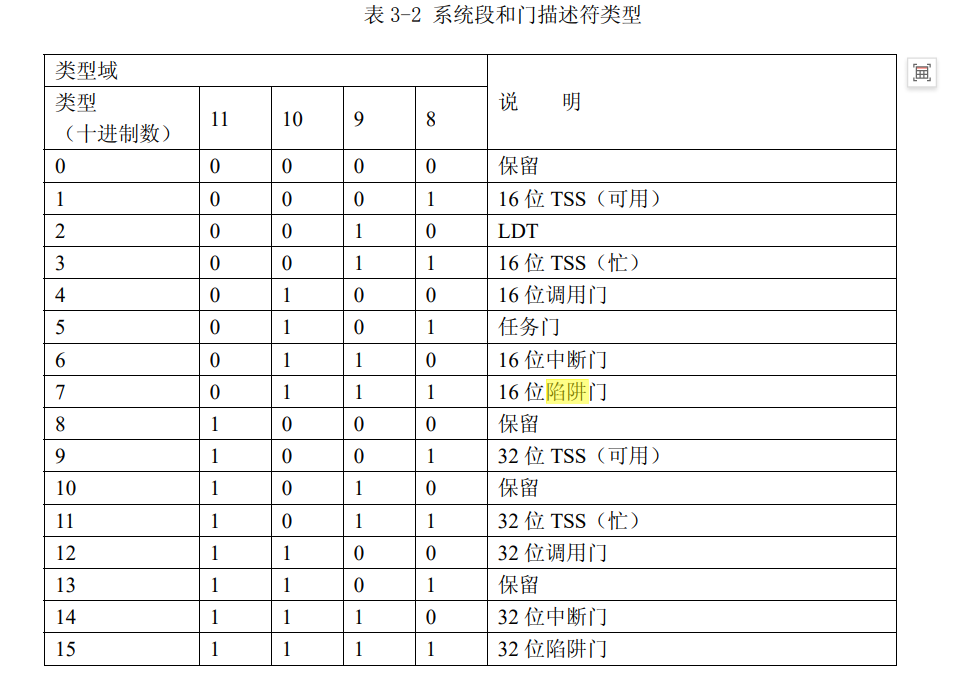 表 3-2 系统段和门描述符类型
类型域
说 明
类型
（十进制数）
11 10 9 8
0 0 0 0 0 保留
1 0 0 0 1 16 位 TSS（可用）
2 0 0 1 0 LDT
3 0 0 1 1 16 位 TSS（忙）
4 0 1 0 0 16 位调用门
5 0 1 0 1 任务门
6 0 1 1 0 16 位中断门
7 0 1 1 1 16 位陷阱门
8 1 0 0 0 保留
9 1 0 0 1 32 位 TSS（可用）
10 1 0 1 0 保留
11 1 0 1 1 32 位 TSS（忙）
12 1 1 0 0 32 位调用门
13 1 1 0 1 保留
14 1 1 1 0 32 位中断门
15 1 1 1 1 32 位陷阱门